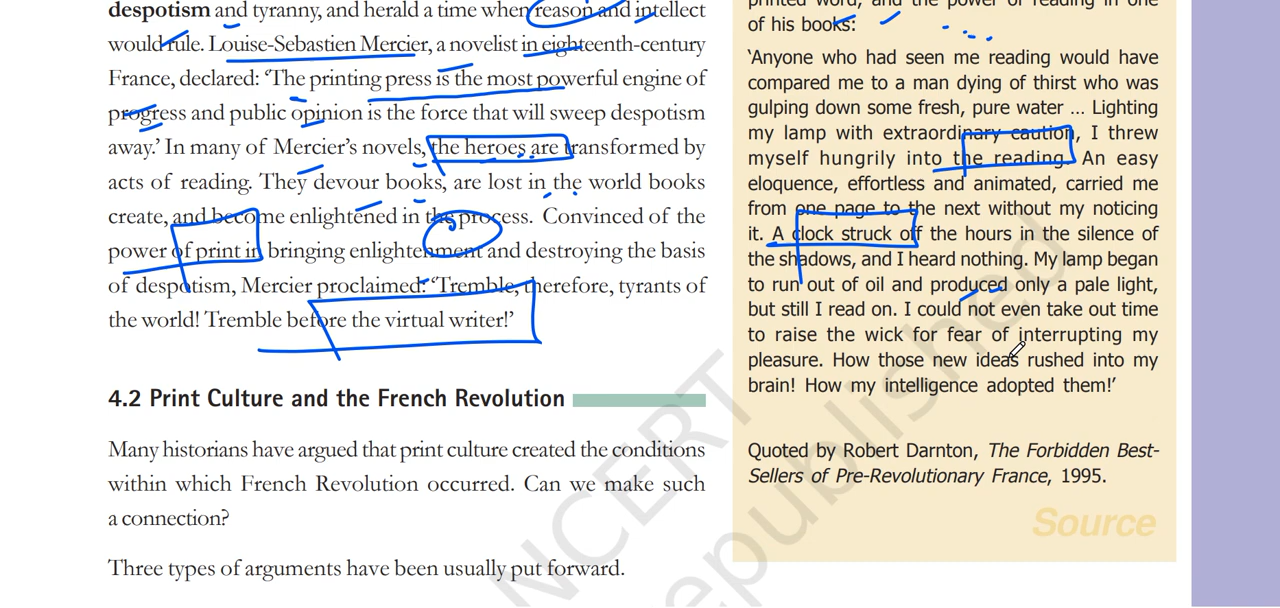 despotism and tyranny, and herald a time when reason and intellect
would rule. Louise-Sebastien Mercier, a novelist in eighteenth-century
France, declared: ‘The printing press is the most powerful engine of
progress and public opinion is the force that will sweep despotism
away.’ In many of Mercier’s novels, the heroes are transformed by
acts of reading. They devour books, are lost in the world books
create, and become enlightened in the process. Convinced of the
power of print in bringing enlightenment and destroying the basis
of despotism, Mercier proclaimed: ‘Tremble, therefore, tyrants of
the world! Tremble before the virtual writer!’
4.2 Print Culture and the French Revolution
Many historians have argued that print culture created the conditions
within which French Revolution occurred. Can we make such
a connection?
Three types of arguments have been usually put forward.
printed word, and the power of reading in one
of his books:
‘Anyone who had seen me reading would have
compared me to a man dying of thirst who was
gulping down some fresh, pure water ... Lighting
my lamp with extraordinary caution, I threw
myself hungrily into the reading. An easy
eloquence, effortless and animated, carried me
from one page to the next without my noticing
it. A clock struck off the hours in the silence of
the shadows, and I heard nothing. My lamp began
to run out of oil and produced only a pale light,
but still I read on. I could not even take out time
to raise the wick for fear of interrupting my
pleasure. How those new ideas rushed into my
brain! How my intelligence adopted them!’
Quoted by Robert Darnton, The Forbidden Best-
Sellers of Pre-Revolutionary France, 1995.
Source
NCERT
republished